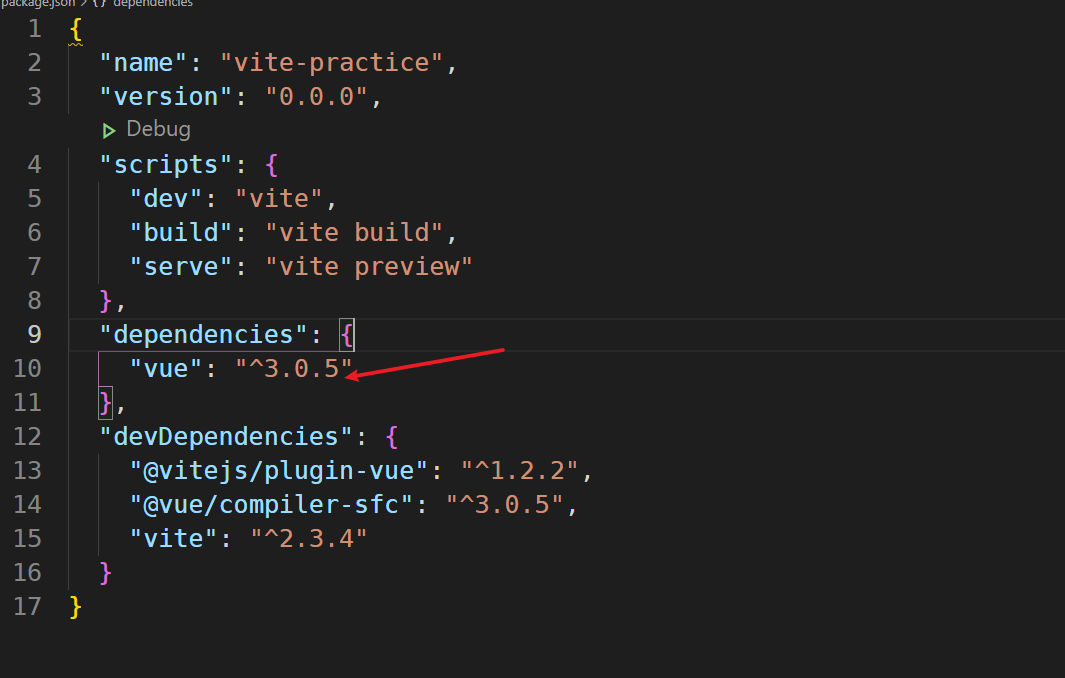 package.json > {} dependencies
1 {
2 "name": "vite-practice",
3 "version": "0.0.0",
Debug
4 "scripts": {
5 "dev": "vite",
6 "build": "vite build",
7 "serve": "vite preview"
8 },
9 "dependencies": {
10 "vue": "^3.0.5"
11 },
12 "devDependencies": {
13 "@vitejs/plugin-vue": "^1.2.2",
14 "@vue/compiler-sfc": "^3.0.5",
15 "vite": "^2.3.4"
16 }
17 }